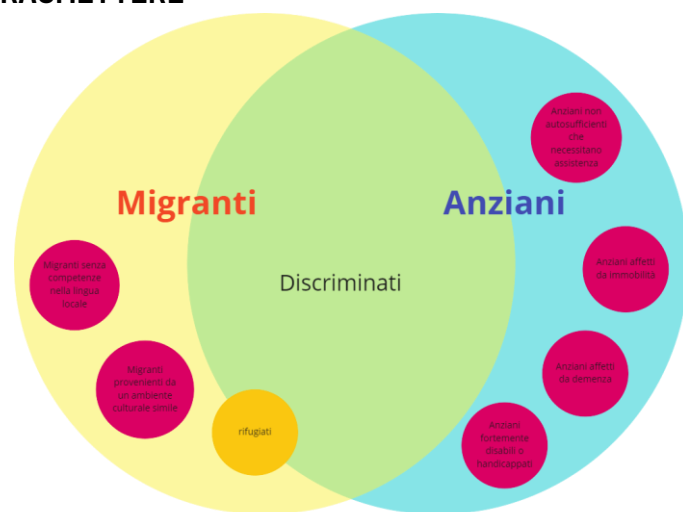 RASMETTERE
Anziani non
autosufficienti
che
necessitano
assistenza
Migranti
Anziani
Migranti senza
competenze
nella lingua
locale
Anziani affetti
da immobilità
Discriminati
Migranti
provenienti da
un ambiente
culturale simile
Anziani affetti
da demenza
rifugiati
Anziani
fortemente
disabili o
handicappati